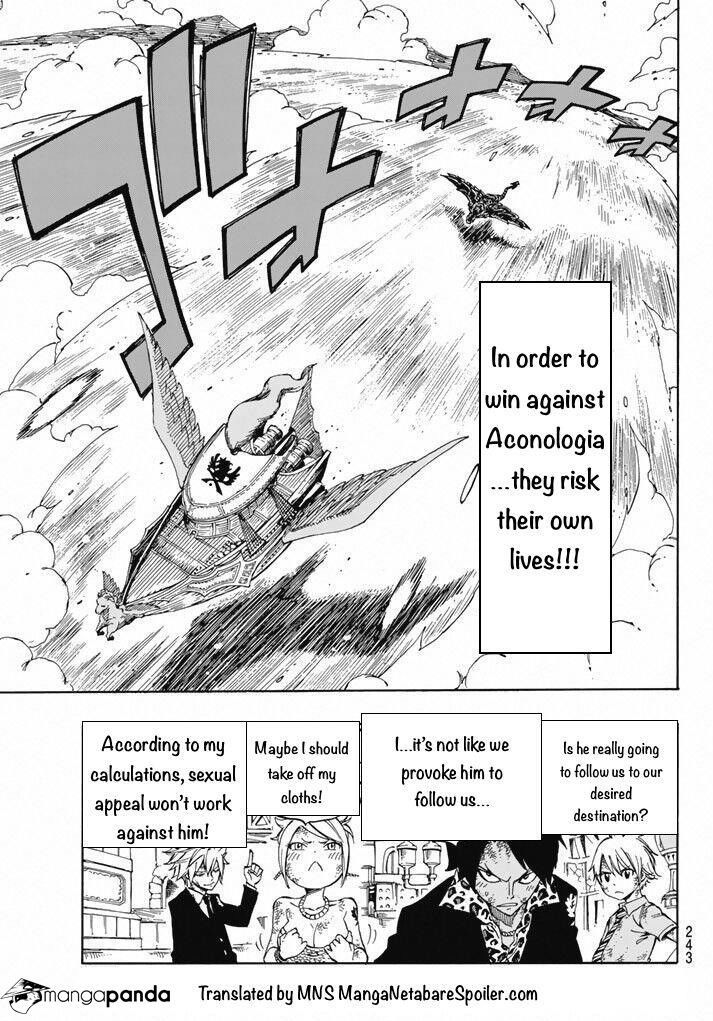 ブ
In order to
win against
Aconologia
...they risk
their own
lives!!!
Is he really going
to follow us to our
desired
destination?
I...it's not like we
provoke him to
follow us...
Maybe I should
take off my
cloths!
According to my
calculations, sexual
appeal won't work
against him!
243
mangapanda
Translated by MNS MangaNetabareSpoiler.com